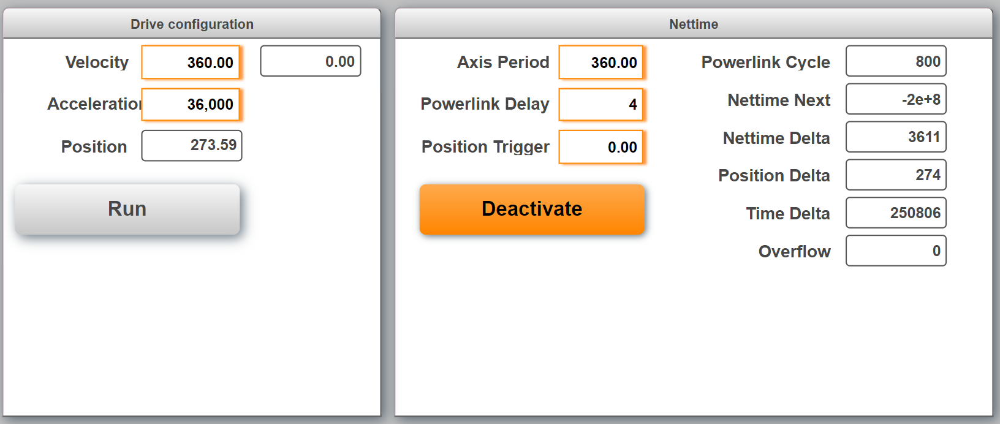 Drive configuration
Velocity 360.00 0.00
Acceleration 36,000
Position 273.59
Run
Nettime
Axis Period 360.00 Powerlink Cycle 800
Powerlink Delay 4 Nettime Next -2e+8
Position Trigger 0.00 Nettime Delta 3611
Position Delta 274
Deactivate Time Delta 250806
Overflow 0